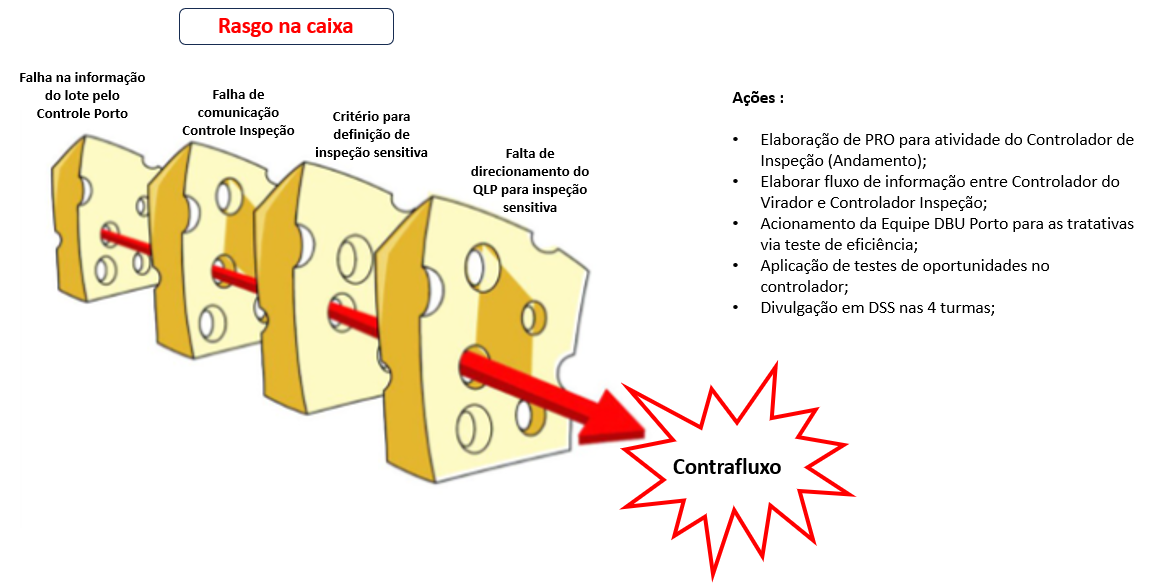 Rasgo na caixa
Falha na informação
do lote pelo
Controle Porto
Falha de
comunicação
Controle Inspeção
Critério para
definição de
inspeção sensitiva
Falta de
direcionamento do
QLP para inspeção
sensitiva
Contrafluxo
Ações :
• Elaboração de PRO para atividade do Controlador de
Inspeção (Andamento);
• Elaborar fluxo de informação entre Controlador do
Virador e Controlador Inspeção;
• Acionamento da Equipe DBU Porto para as tratativas
via teste de eficiência;
• Aplicação de testes de oportunidades no
controlador;
• Divulgação em DSS nas 4 turmas;